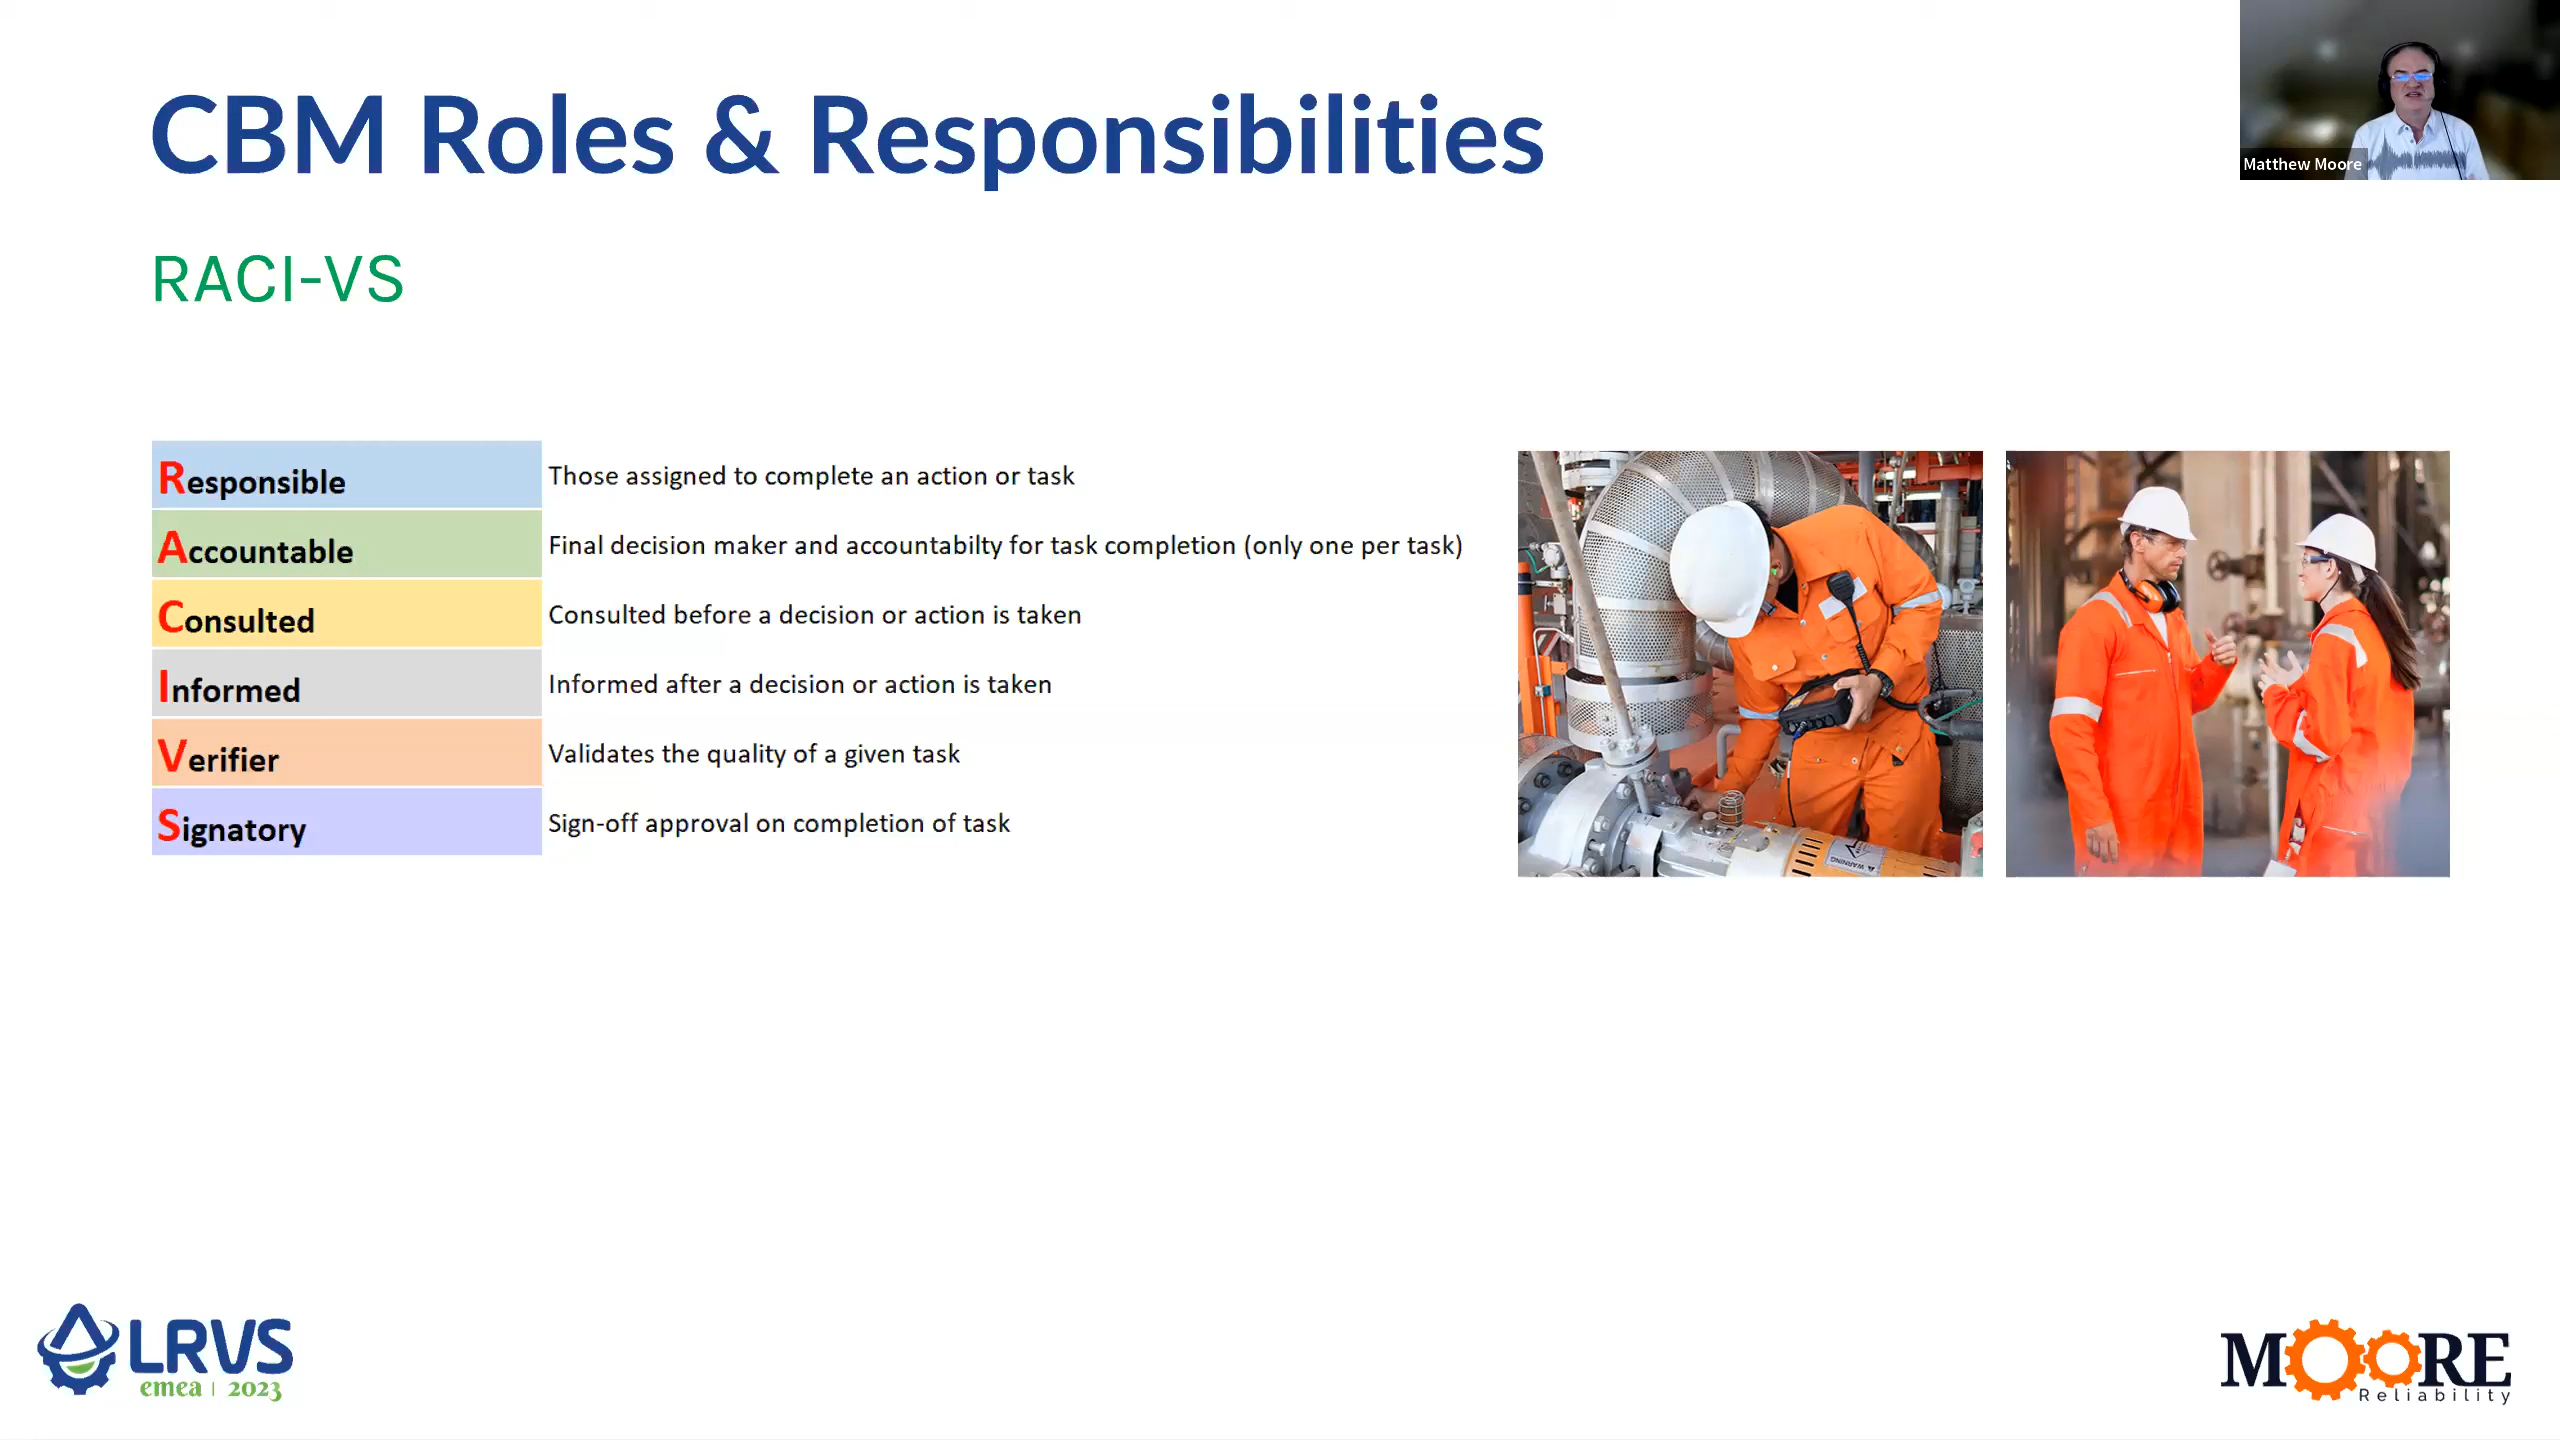 CBM Roles & Responsibilities
Matthew Moore
RACI-VS
Responsible Those assigned to complete an action or task
Accountable Final decision maker and accountabilty for task completion (only one per task)
Consulted Consulted before a decision or action is taken
Informed Informed after a decision or action is taken
Verifier Validates the quality of a given task
Signatory Sign-off approval on completion of task
WARNING
LRVS
emea | 2023
MOORE
Reliability